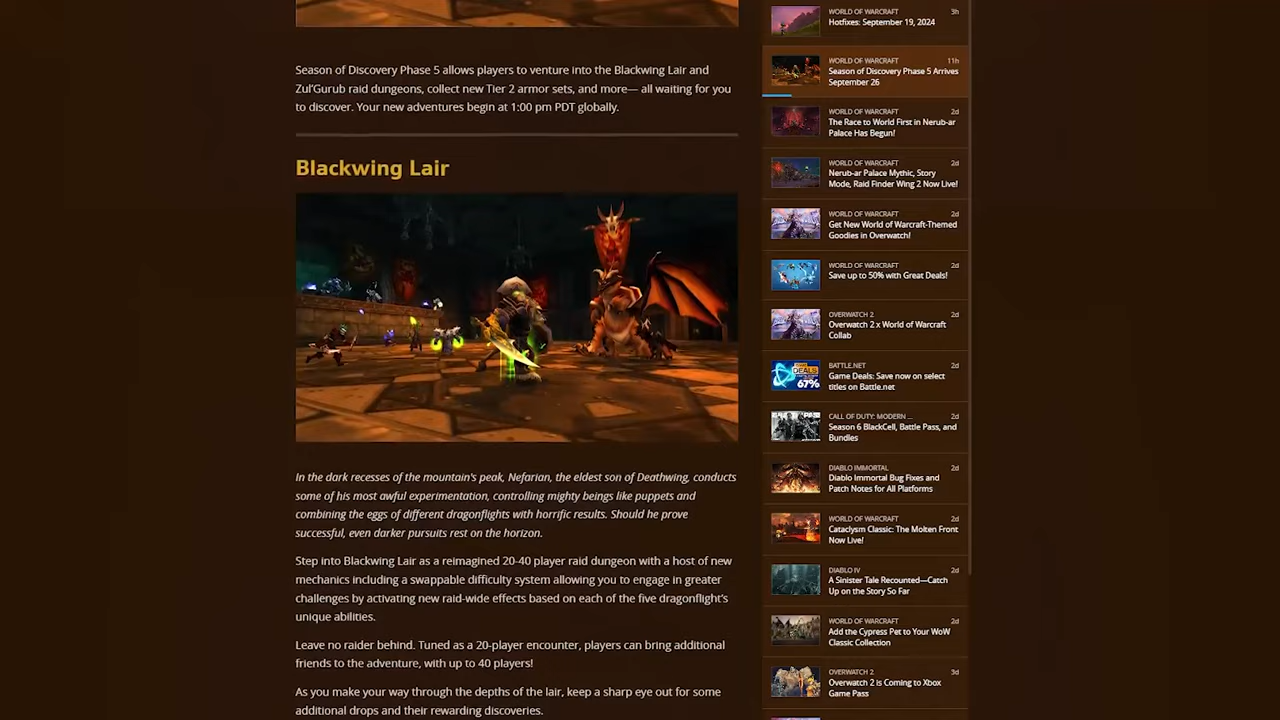 Season of Discovery Phase 5 allows players to venture into the Blackwing Lair and
Zul'Gurub raid dungeons, collect new Tier 2 armor sets, and more— all waiting for you
to discover. Your new adventures begin at 1:00 pm PDT globally.
Blackwing Lair
In the dark recesses of the mountain's peak, Nefarian, the eldest son of Deathwing, conducts
some of his most awful experimentation, controlling mighty beings like puppets and
combining the eggs of different dragonflights with horrific results. Should he prove
successful, even darker pursuits rest on the horizon.
Step into Blackwing Lair as a reimagined 20-40 player raid dungeon with a host of new
mechanics including a swappable difficulty system allowing you to engage in greater
challenges by activating new raid-wide effects based on each of the five dragonflight's
unique abilities.
Leave no raider behind. Tuned as a 20-player encounter, players can bring additional
friends to the adventure, with up to 40 players!
As you make your way through the depths of the lair, keep a sharp eye out for some
additional drops and their rewarding discoveries.
WORLD OF WARCRAFT 3h
Hotfixes: September 19, 2024
WORLD OF WARCRAFT 11h
Season of Discovery Phase 5 Arrives
September 26
WORLD OF WARCRAFT 2d
The Race to World First in Nerub-ar
Palace Has Begun!
WORLD OF WARCRAFT 2d
Nerub-ar Palace Mythic, Story
Mode, Raid Finder Wing 2 Now Live!
WORLD OF WARCRAFT 2d
Get New World of Warcraft-Themed
Goodies in Overwatch!
WORLD OF WARCRAFT 2d
Save up to 50% with Great Deals!
OVERWATCH 2 2d
Overwatch 2 x World of Warcraft
Collab
BATTLE.NET 2d
Game Deals: Save now on select
titles on Battle.net
DEALS
67%
CALL OF DUTY: MODERN ... 2d
Season 6 BlackCell, Battle Pass, and
Bundles
DIABLO IMMORTAL 2d
Diablo Immortal Bug Fixes and
Patch Notes for All Platforms
WORLD OF WARCRAFT 2d
Cataclysm Classic: The Molten Front
Now Live!
DIABLO IV 2d
A Sinister Tale Recounted—Catch
Up on the Story So Far
WORLD OF WARCRAFT 2d
Add the Cypress Pet to Your WoW
Classic Collection
OVERWATCH 2 3d
Overwatch 2 is Coming to Xbox
Game Pass